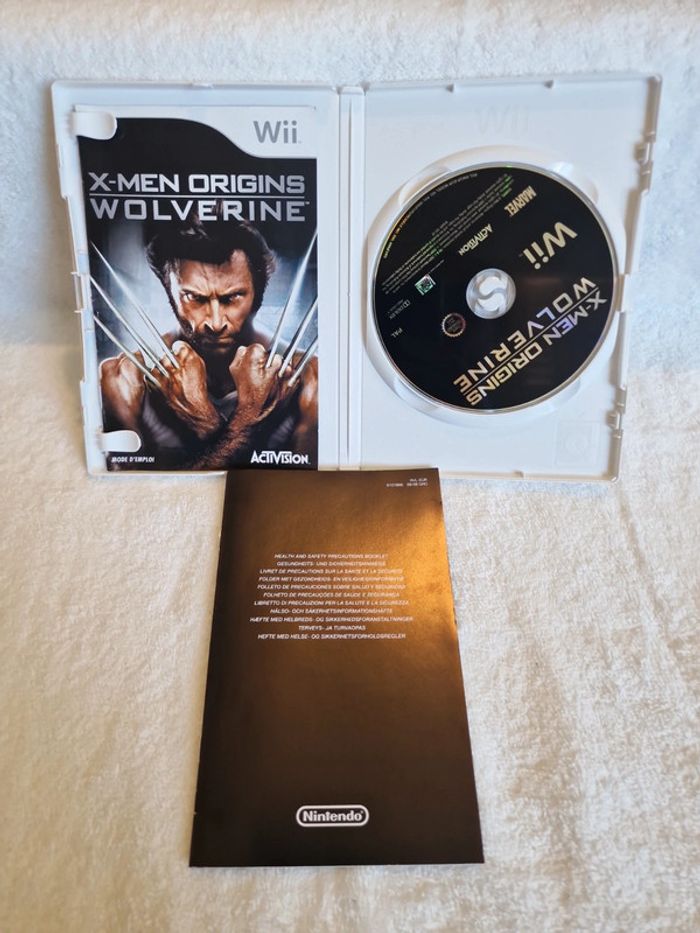 Wii
X-MEN ORIGINS
WOLVERINE™
MODE D'EMPLOI
ACTIVISION
MARVEL
ACTIVISION
Wii
PAL
X-MEN ORIGINS
WOLVERINE
HEALTH AND SAFETY PRECAUTIONS BOOKLET
GESUNDHEITS- UND SICHERHEITSHINWEISE
LIVRET DE PRÉCAUTIONS SUR LA SANTÉ ET LA SÉCURITÉ
FOLDER MET GEZONDHEIDS- EN VEILIGHEIDSINFORMATIE
FOLLETO DE PRECAUCIONES SOBRE SALUD Y SEGURIDAD
FOLHETO DE PRECAUÇÕES DE SAÚDE E SEGURANÇA
LIBRETTO DI PRECAUZIONI PER LA SALUTE E LA SICUREZZA
HÄLSO- OCH SÄKERHETSINFORMATIONSHÄFTE
HÆFTE MED HELBREDS- OG SIKKERHEDSFORANSTALTNINGER
TERVEYS- JA TURVAOPAS
HEFTE MED HELSE- OG SIKKERHETSFORHOLDSREGLER
Nintendo